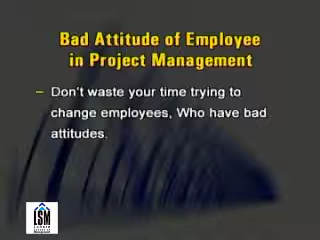 Bad Attitude of Employee
in Project Management
– Don't waste your time trying to
change employees, Who have bad
attitudes.
LSM